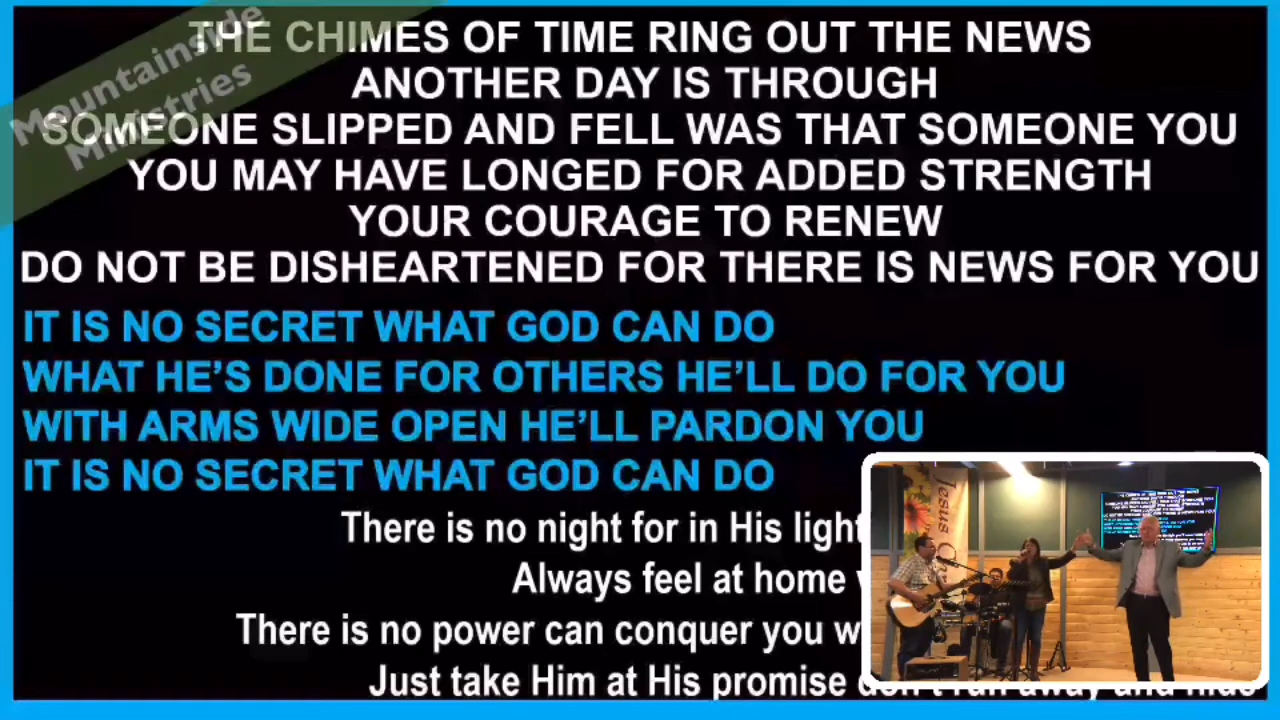 Mountainside
Ministries
THE CHIMES OF TIME RING OUT THE NEWS
ANOTHER DAY IS THROUGH
SOMEONE SLIPPED AND FELL WAS THAT SOMEONE YOU
YOU MAY HAVE LONGED FOR ADDED STRENGTH
YOUR COURAGE TO RENEW
DO NOT BE DISHEARTENED FOR THERE IS NEWS FOR YOU
IT IS NO SECRET WHAT GOD CAN DO
WHAT HE’S DONE FOR OTHERS HE’LL DO FOR YOU
WITH ARMS WIDE OPEN HE’LL PARDON YOU
IT IS NO SECRET WHAT GOD CAN DO
There is no night for in His light
Always feel at home
There is no power can conquer you
Just take Him at His promise don't run away and hide
Jesus